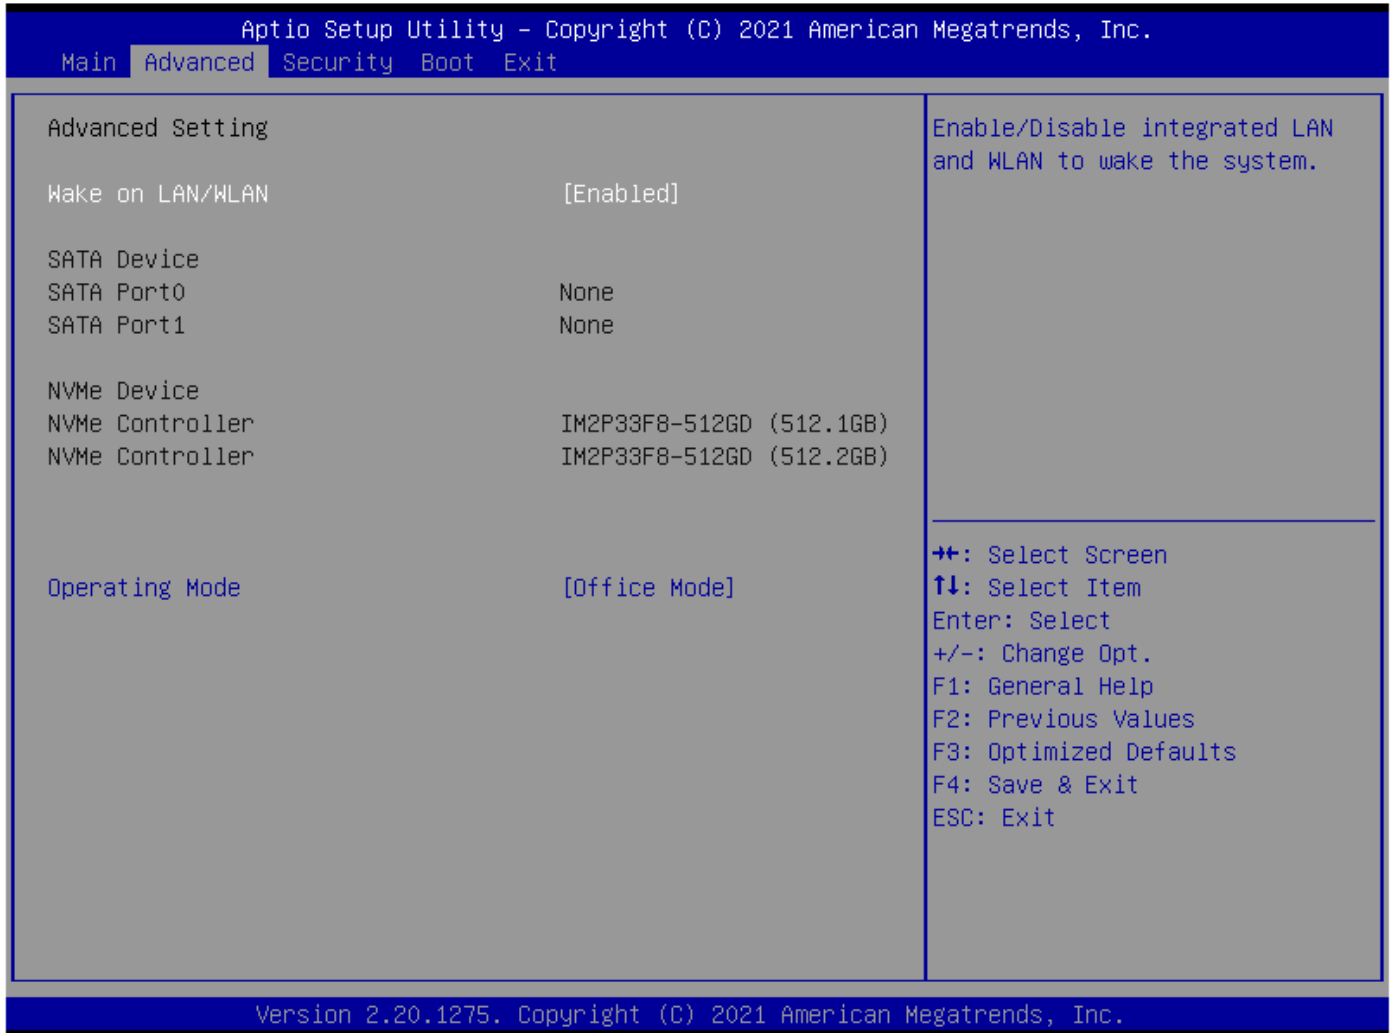 Aptio Setup Utility – Copyright (C) 2021 American Megatrends, Inc.
Main Advanced Security Boot Exit
Advanced Setting
Wake on LAN/WLAN [Enabled]
SATA Device
SATA Port0 None
SATA Port1 None
NVMe Device
NVMe Controller IM2P33F8-512GD (512.1GB)
NVMe Controller IM2P33F8-512GD (512.2GB)
Operating Mode [Office Mode]
Enable/Disable integrated LAN
and WLAN to wake the system.
→←: Select Screen
↑↓: Select Item
Enter: Select
+/-: Change Opt.
F1: General Help
F2: Previous Values
F3: Optimized Defaults
F4: Save & Exit
ESC: Exit
Version 2.20.1275. Copyright (C) 2021 American Megatrends, Inc.